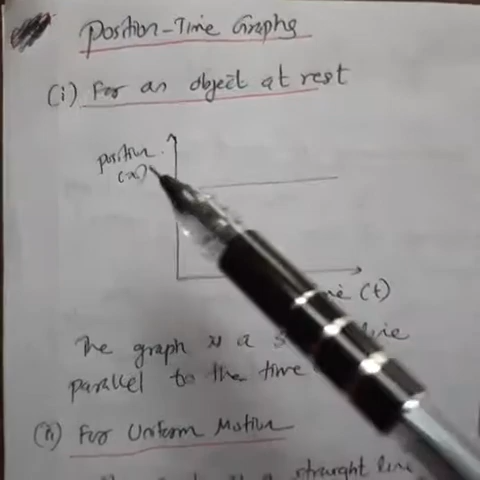 Position-Time Graphs
(i) For an object at rest
position
(x)
(t)
The graph is a
parallel to the time
(ii) For Uniform Motion
straight line